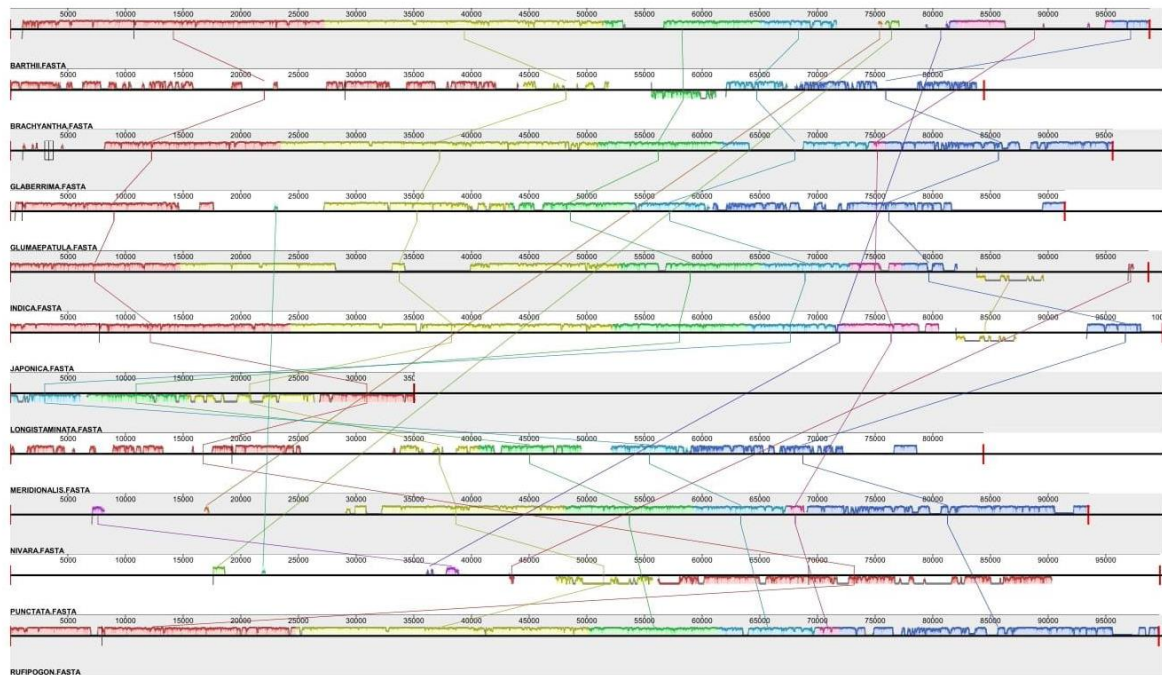 5000 10000 15000 20000 25000 30000 35000 40000 45000 50000 55000 60000 65000 70000 75000 80000 85000 90000 95000
BARTHII.FASTA
5000 10000 15000 20000 25000 30000 35000 40000 45000 50000 55000 60000 65000 70000 75000 80000
BRACHYANTHA.FASTA
5000 10000 15000 20000 25000 30000 35000 40000 45000 50000 55000 60000 65000 70000 75000 80000 85000 90000 9500
GLABERRIMA.FASTA
5000 10000 15000 20000 25000 30000 35000 40000 45000 50000 55000 60000 65000 70000 75000 80000 85000 90000
GLUMAEPATULA.FASTA
5000 10000 15000 20000 25000 30000 35000 40000 45000 50000 55000 60000 65000 70000 75000 80000 85000 90000 95000
INDICA.FASTA
5000 10000 15000 20000 25000 30000 35000 40000 45000 50000 55000 60000 65000 70000 75000 80000 85000 90000 95000
JAPONICA.FASTA
5000 10000 15000 20000 25000 30000
LONGISTAMINATA.FASTA
5000 10000 15000 20000 25000 30000 35000 40000 45000 50000 55000 60000 65000 70000 75000 80000
MERIDIONALIS.FASTA
5000 10000 15000 20000 25000 30000 35000 40000 45000 50000 55000 60000 65000 70000 75000 80000 85000 90000
NIVARA.FASTA
5000 10000 15000 20000 25000 30000 35000 40000 45000 50000 55000 60000 65000 70000 75000 80000 85000 90000 95000
PUNCTATA.FASTA
5000 10000 15000 20000 25000 30000 35000 40000 45000 50000 55000 60000 65000 70000 75000 80000 85000 90000 95000
RUFIPOGON.FASTA